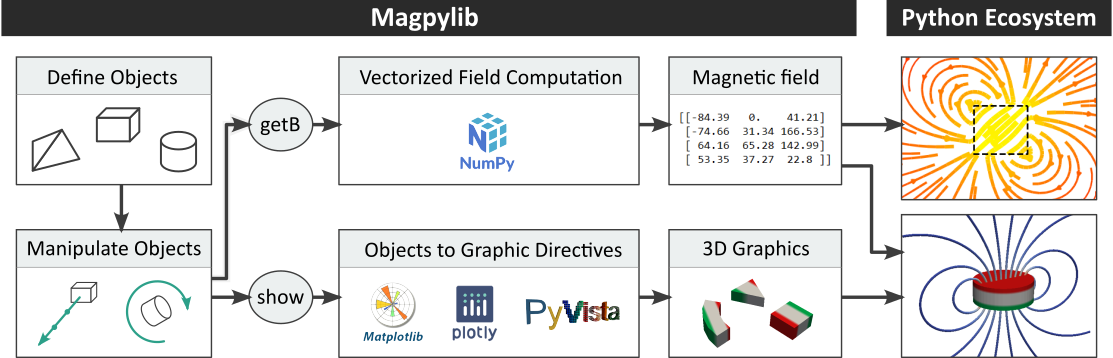 Magpylib
Python Ecosystem
Define Objects
getB
Vectorized Field Computation
NumPy
Magnetic field
[[-84.39 0. 41.21]
[-74.66 31.34 166.53]
[ 64.16 65.28 142.99]
[ 53.35 37.27 22.8 ]]
Manipulate Objects
show
Objects to Graphic Directives
Matplotlib
plotly
PyVista
3D Graphics